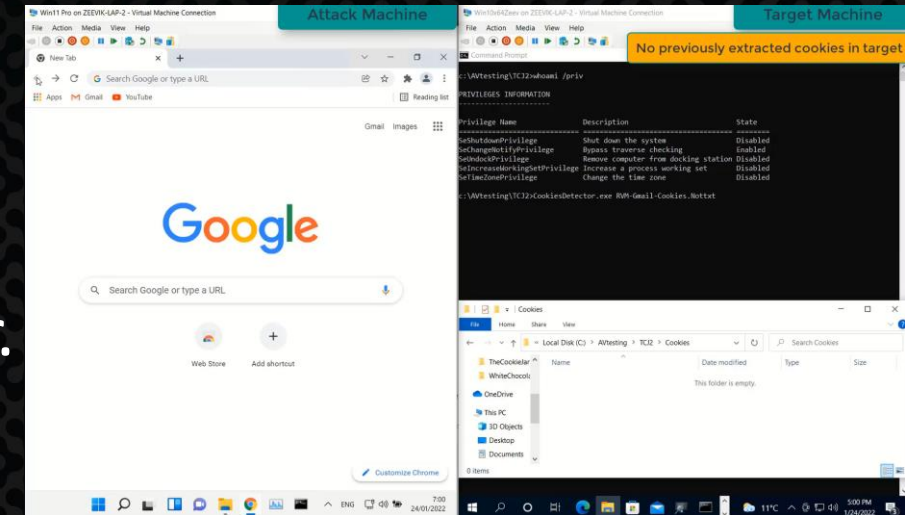 Win11 Pro on ZEEVIK-LAP-2 - Virtual Machine Connection
Attack Machine
File Action Media View Help
New Tab
Search Google or type a URL
Apps Gmail YouTube Reading list
Gmail Images
Google
Search Google or type a URL
Web Store Add shortcut
Customize Chrome
ENG 7:00
24/01/2022
Win10x64Zeev on ZEEVIK-LAP-2 - Virtual Machine Connection
Target Machine
File Action Media View Help
No previously extracted cookies in target
Command Prompt
c:\AVtesting\TCJ2>whoami /priv
PRIVILEGES INFORMATION
----------------------
Privilege Name Description State
SeShutdownPrivilege Shut down the system Disabled
SeChangeNotifyPrivilege Bypass traverse checking Enabled
SeUndockPrivilege Remove computer from docking station Disabled
SeIncreaseWorkingSetPrivilege Increase a process working set Disabled
SeTimeZonePrivilege Change the time zone Disabled
c:\AVtesting\TCJ2>CookiesDetector.exe RVM-Gmail-Cookies.Nottxt
Cookies
File Home Share View
Local Disk (C:) > AVtesting > TCJ2 > Cookies Search Cookies
Name Date modified Type Size
TheCookieJar
WhiteChocola
This folder is empty.
OneDrive
This PC
3D Objects
Desktop
Documents
0 items
11°C 5:00 PM
1/24/2022